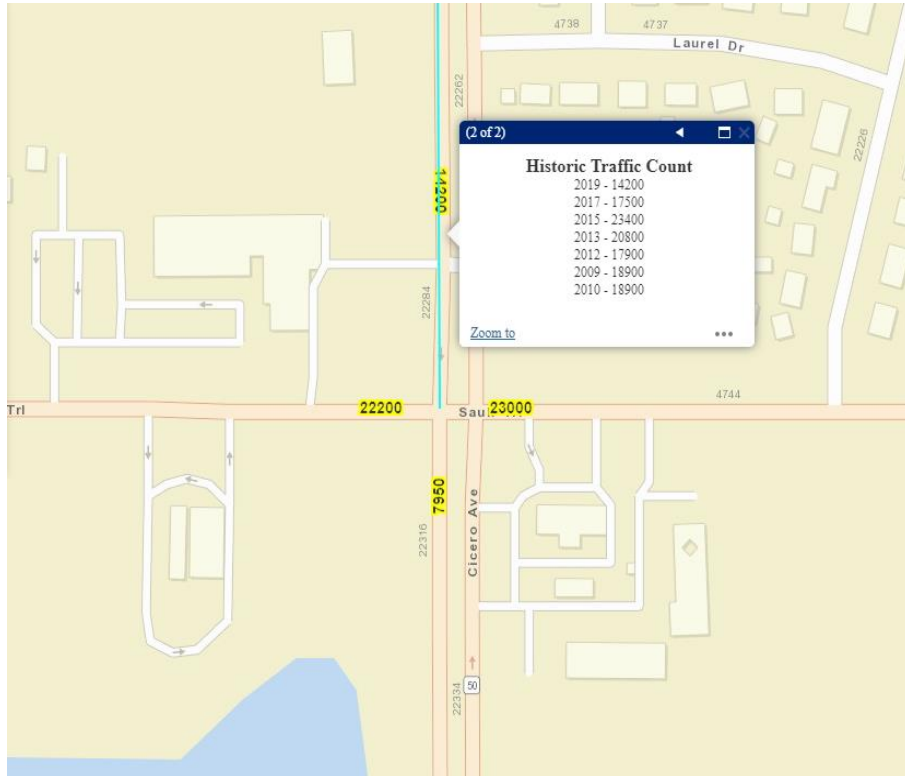 4738
4737
Laurel Dr
22262
22226
(2 of 2)
Historic Traffic Count
2019 - 14200
2017 - 17500
2015 - 23400
2013 - 20800
2012 - 17900
2009 - 18900
2010 - 18900
Zoom to
14200
22284
4744
Trl
22200
23000
7950
22316
Cicero Ave
22334
50